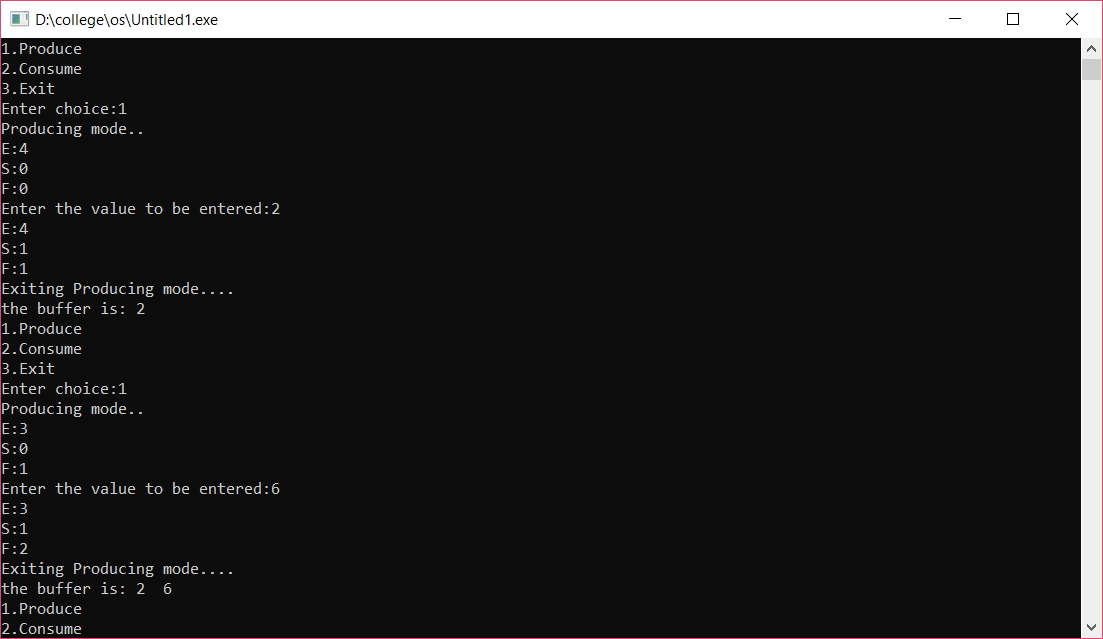 D:\college\os\Untitled1.exe
1.Produce
2.Consume
3.Exit
Enter choice:1
Producing mode..
E:4
S:0
F:0
Enter the value to be entered:2
E:4
S:1
F:1
Exiting Producing mode....
the buffer is: 2
1.Produce
2.Consume
3.Exit
Enter choice:1
Producing mode..
E:3
S:0
F:1
Enter the value to be entered:6
E:3
S:1
F:2
Exiting Producing mode....
the buffer is: 2  6
1.Produce
2.Consume